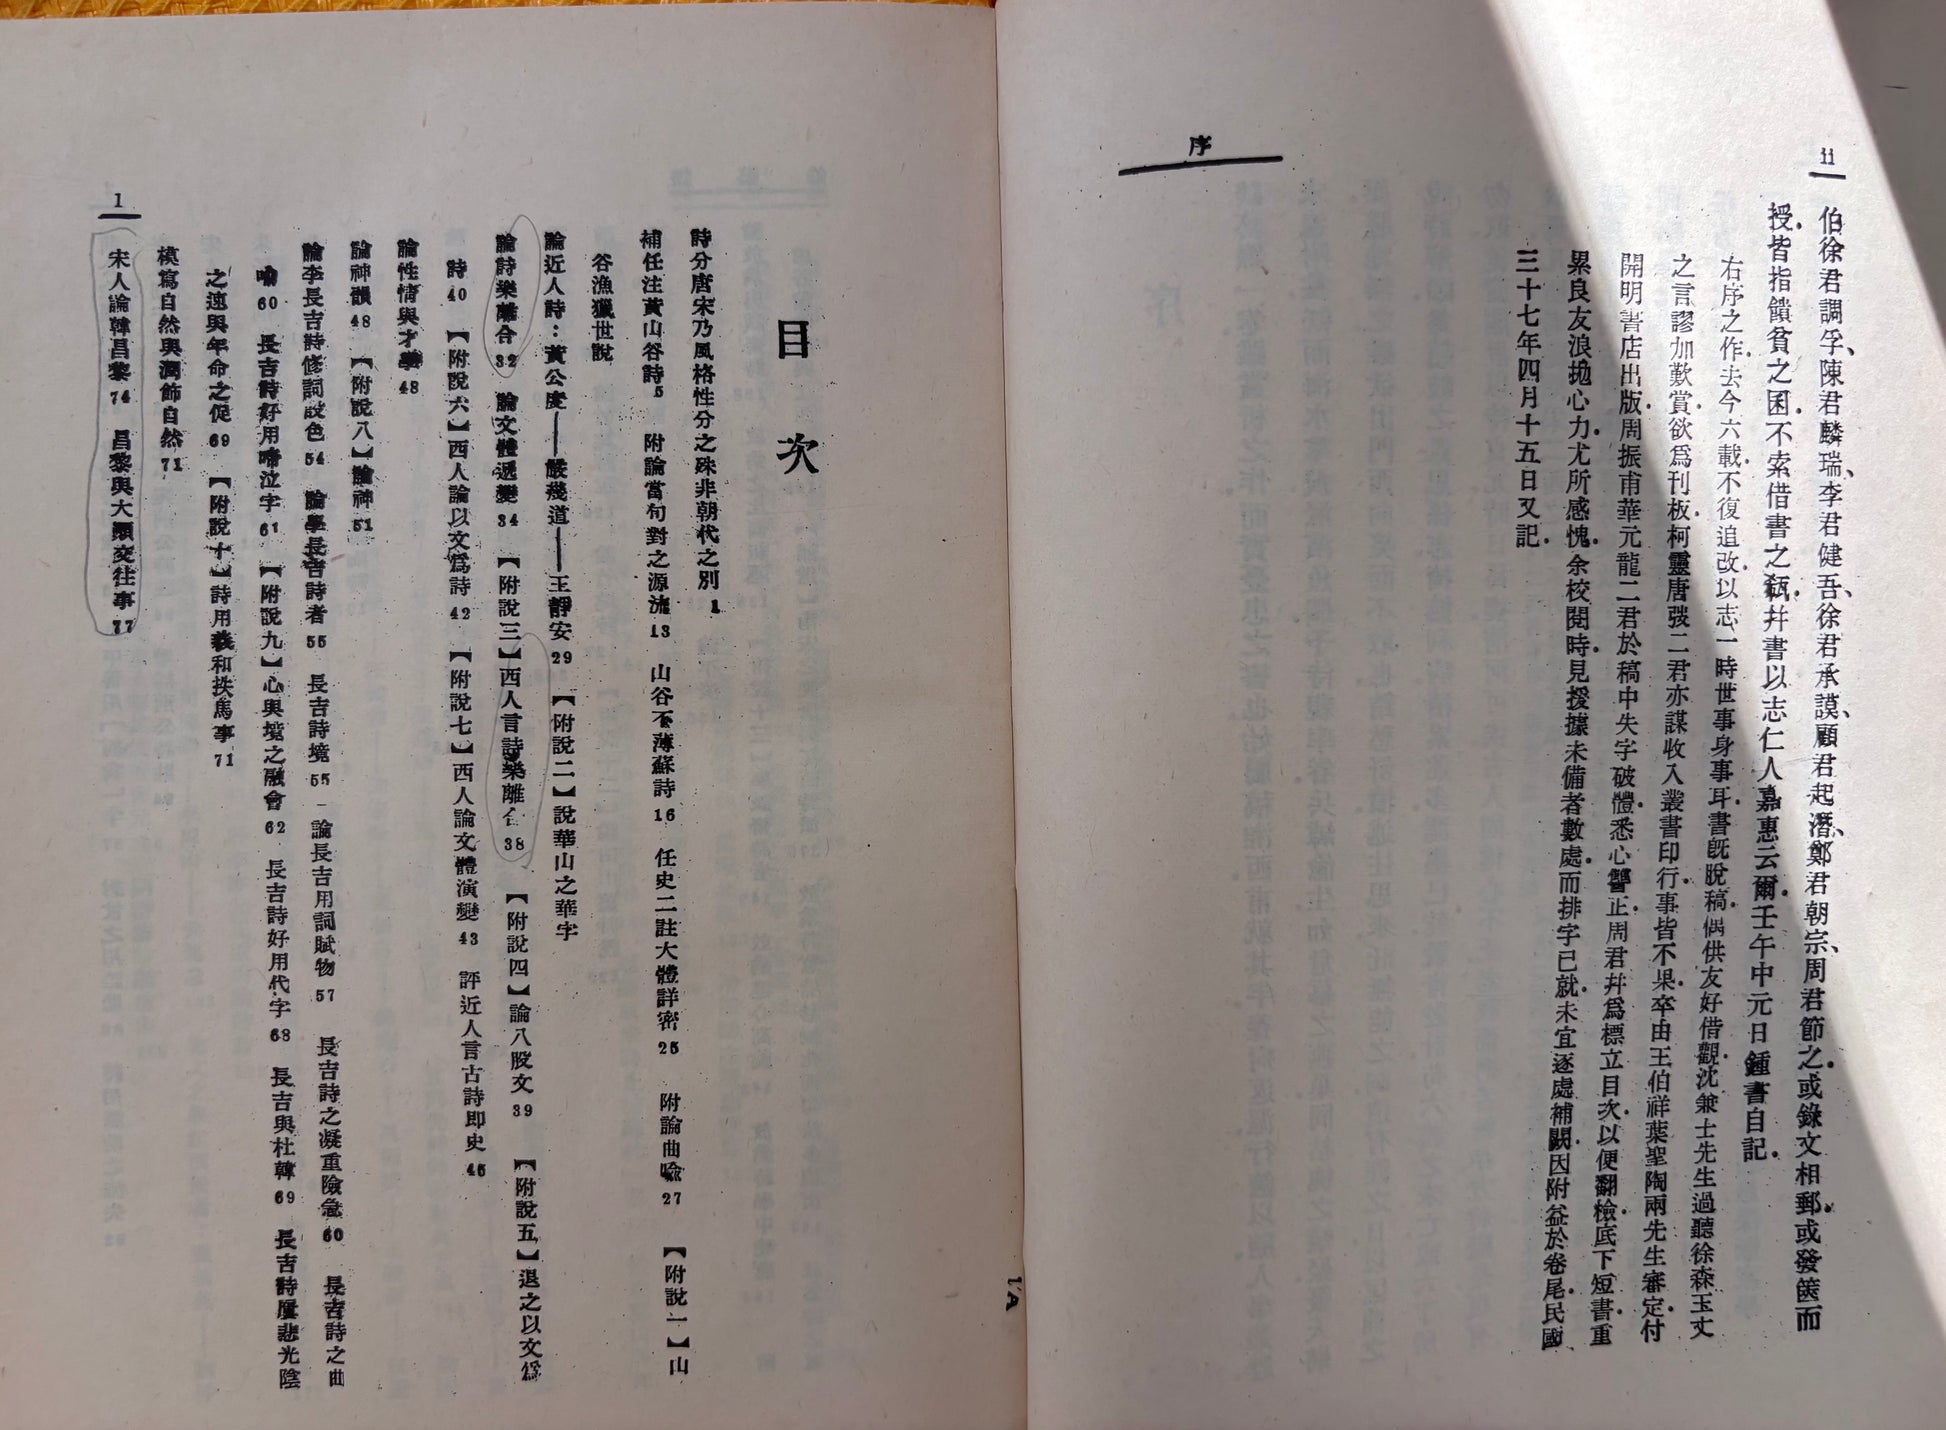 序
ii
伯徐君調孚、陳君麟瑞、李君健吾、徐君承謨、顧君起潛、鄭君朝宗、周君節之.或錄文相郵.或發篋而
授.皆指饋貧之囷.不索借書之瓻.幷書以志仁人嘉惠云爾.壬午中元日鍾書自記.
右序之作.去今六載.不復追改.以志一時世事身事耳.書既脫稿.偶供友好借觀.沈兼士先生過聽徐森玉丈
之言.謬加歎賞.欲爲刊板.柯靈唐弢二君亦謀收入叢書印行.事皆不果.卒由王伯祥葉聖陶兩先生審定.付
開明書店出版.周振甫華元龍二君於稿中失字破體.悉心讐正.周君幷爲標立目次.以便翻檢.底下短書.重
累良友浪拋心力.尤所感愧.余校閱時.見援據未備者數處.而排字已就.未宜逐處補闕.因附益於卷尾.民國
三十七年四月十五日又記.
目次
詩分唐宋乃風格性分之殊非朝代之別 1
補任注黃山谷詩 5 附論當句對之源流 13 山谷不薄蘇詩 16 任史二註大體詳密 25 附論曲喩 27 【附說一】山
谷漁獵世說
論近人詩：黃公度——嚴幾道——王靜安 29 【附說二】說華山之華字
論詩樂離合 32 論文體遞變 34 【附說三】西人言詩樂離合 38 【附說四】論八股文 39 【附說五】退之以文爲
詩 40 【附說六】西人論以文爲詩 42 【附說七】西人論文體演變 43 評近人言古詩即史 45
論性情與才學 48
論神韻 48 【附說八】論神 51
論李長吉詩修詞設色 54 論學長吉詩者 55 長吉詩境 55 論長吉用詞賦物 57 長吉詩之凝重險急 60 長吉詩之曲
喻 60 長吉詩好用啼泣字 61 【附說九】心與境之融會 62 長吉詩好用代字 68 長吉與杜韓 69 長吉詩屢悲光陰
之速與年命之促 69 【附說十】詩用羲和抶馬事 71
模寫自然與潤飾自然 71
宋人論韓昌黎 74 昌黎與大顛交往事 77
1